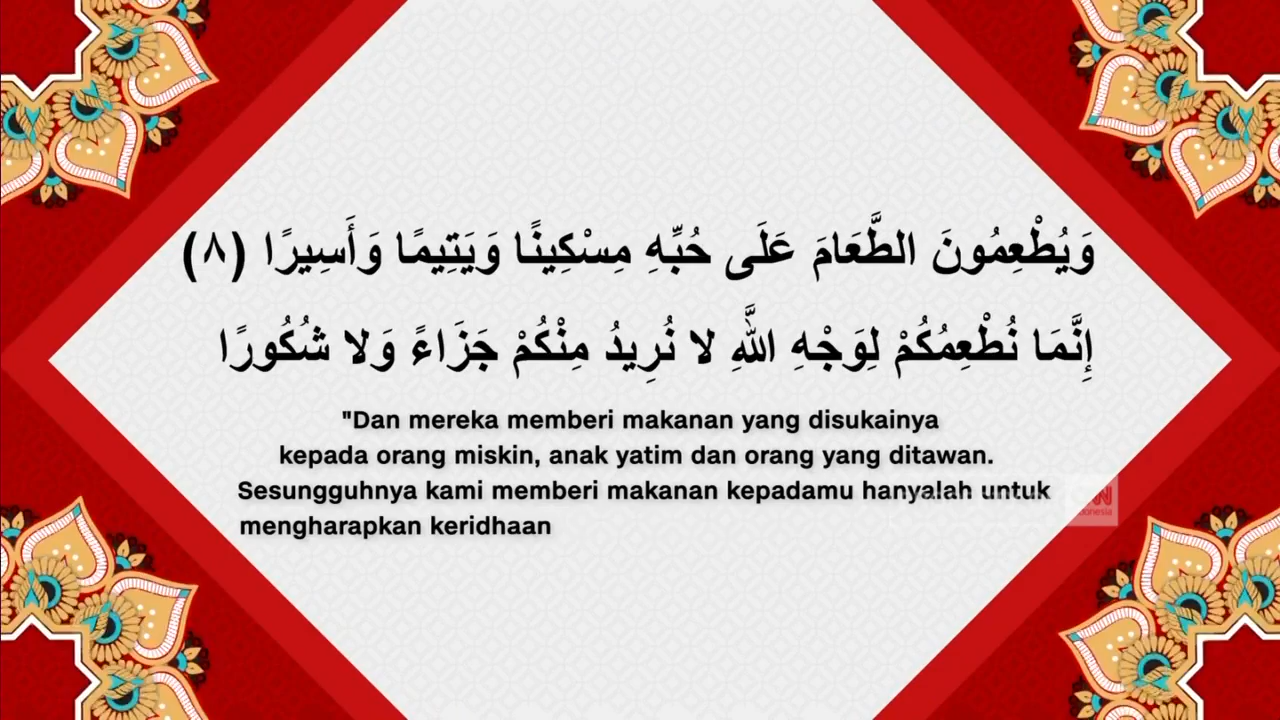 وَيُطْعِمُونَ الطَّعَامَ عَلَى حُبِّهِ مِسْكِينًا وَيَتِيمًا وَأَسِيرًا (٨)
إِنَّمَا نُطْعِمُكُمْ لِوَجْهِ اللَّهِ لا نُرِيدُ مِنْكُمْ جَزَاءً وَلا شُكُورًا
"Dan mereka memberi makanan yang disukainya
kepada orang miskin, anak yatim dan orang yang ditawan.
Sesungguhnya kami memberi makanan kepadamu hanyalah untuk
mengharapkan keridhaan